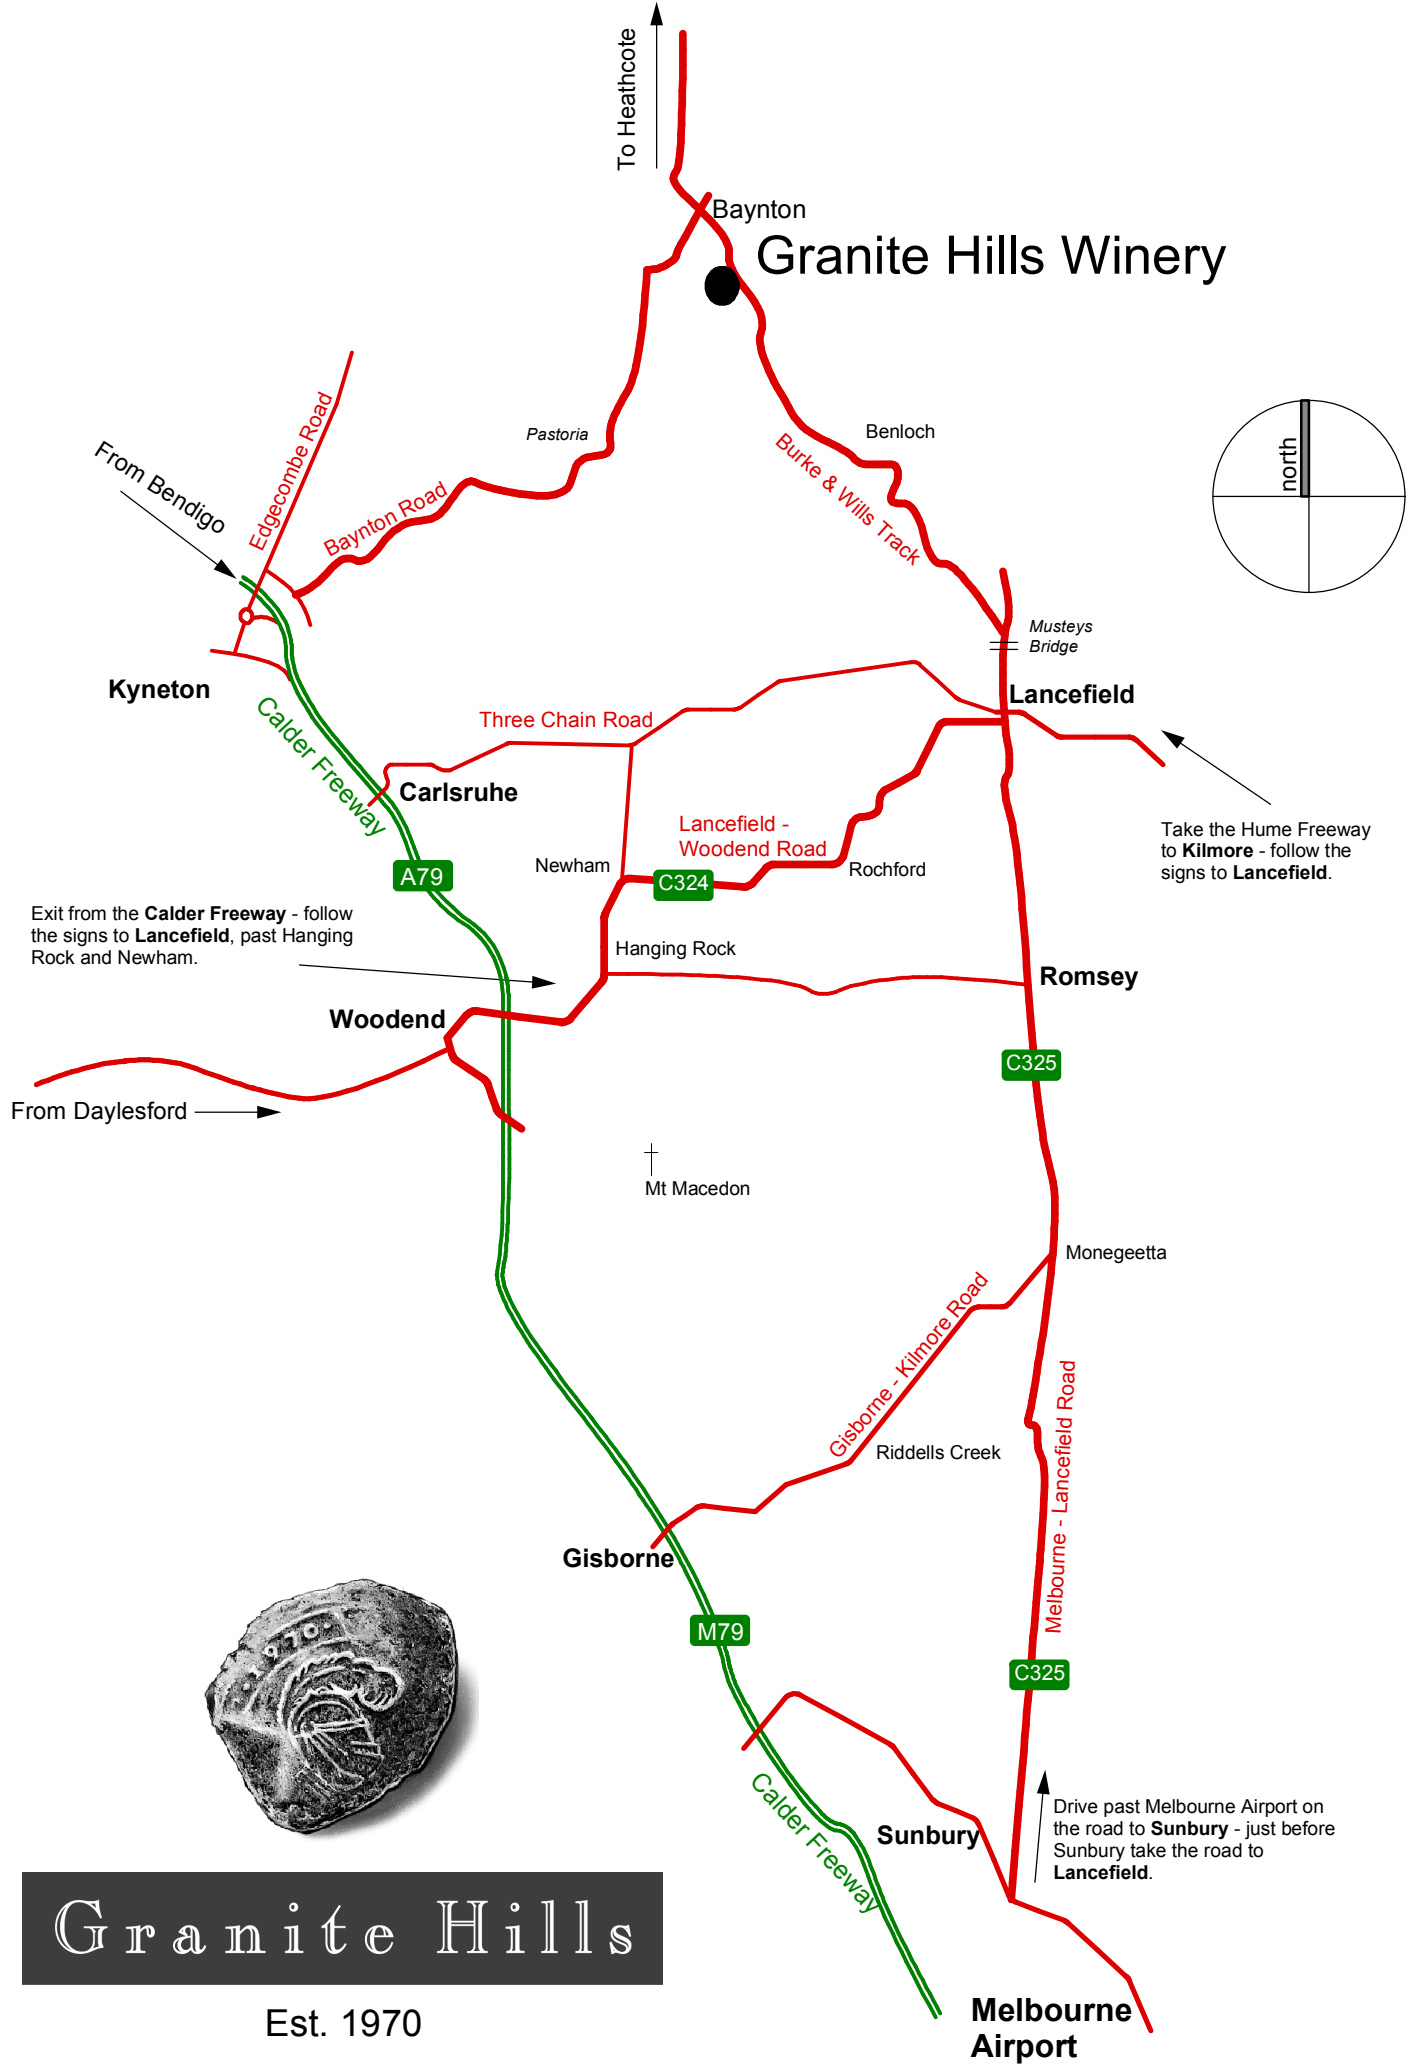 To Heathcote
Baynton
Granite Hills Winery
Edgecombe Road
Pastoria
Benloch
From Bendigo
Baynton Road
Burke & Wills Track
north
Musteys
Bridge
Kyneton
Lancefield
Calder Freeway
Three Chain Road
Carlsruhe
Lancefield -
Woodend Road
Take the Hume Freeway
to Kilmore - follow the
signs to Lancefield.
A79
Newham
C324
Rochford
Exit from the Calder Freeway - follow
the signs to Lancefield, past Hanging
Rock and Newham.
Hanging Rock
Romsey
Woodend
C325
From Daylesford
Mt Macedon
Monegeetta
Gisborne - Kilmore Road
Riddells Creek
Melbourne - Lancefield Road
Gisborne
M79
C325
1970.
Calder Freeway
Sunbury
Drive past Melbourne Airport on
the road to Sunbury - just before
Sunbury take the road to
Lancefield.
Granite Hills
Est. 1970
Melbourne
Airport